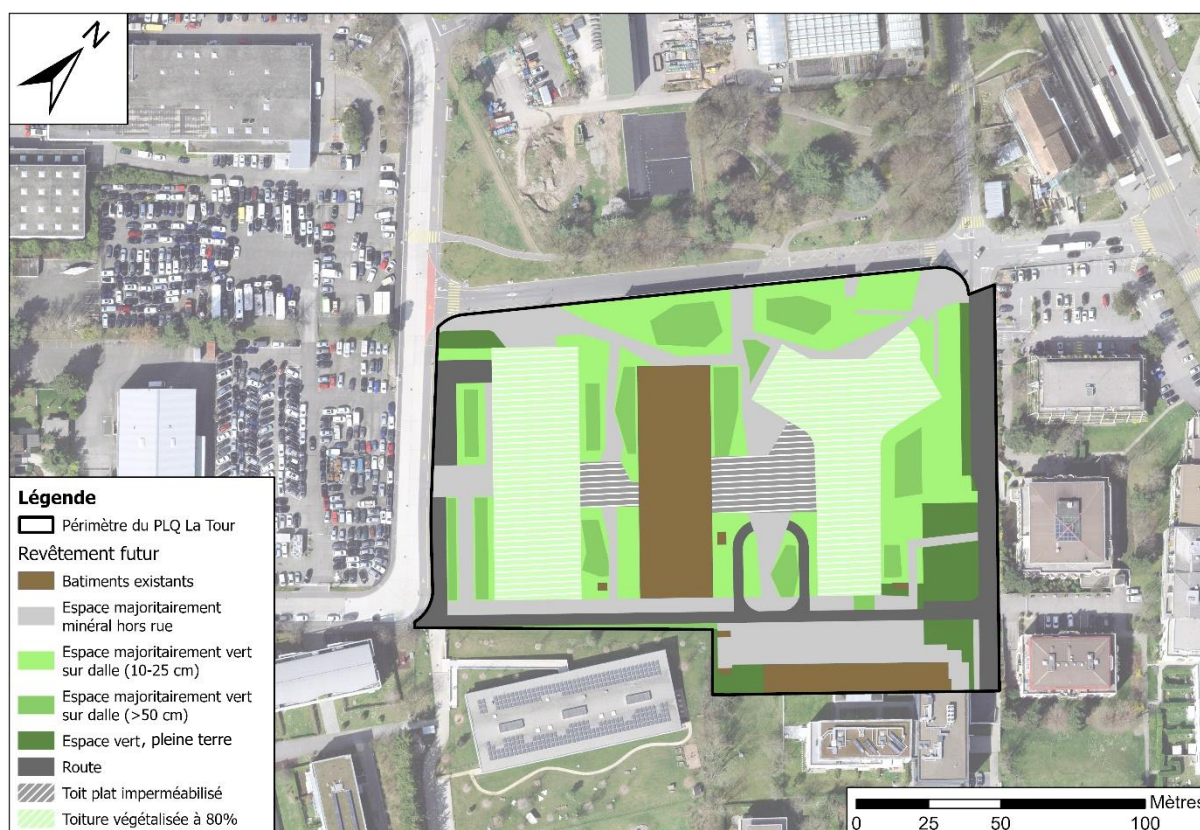 N
Légende
Périmètre du PLQ La Tour
Revêtement futur
Batiments existants
Espace majoritairement
minéral hors rue
Espace majoritairement vert
sur dalle (10-25 cm)
Espace majoritairement vert
sur dalle (>50 cm)
Espace vert, pleine terre
Route
Toit plat imperméabilisé
Toiture végétalisée à 80%
Mètres
0 25 50 100